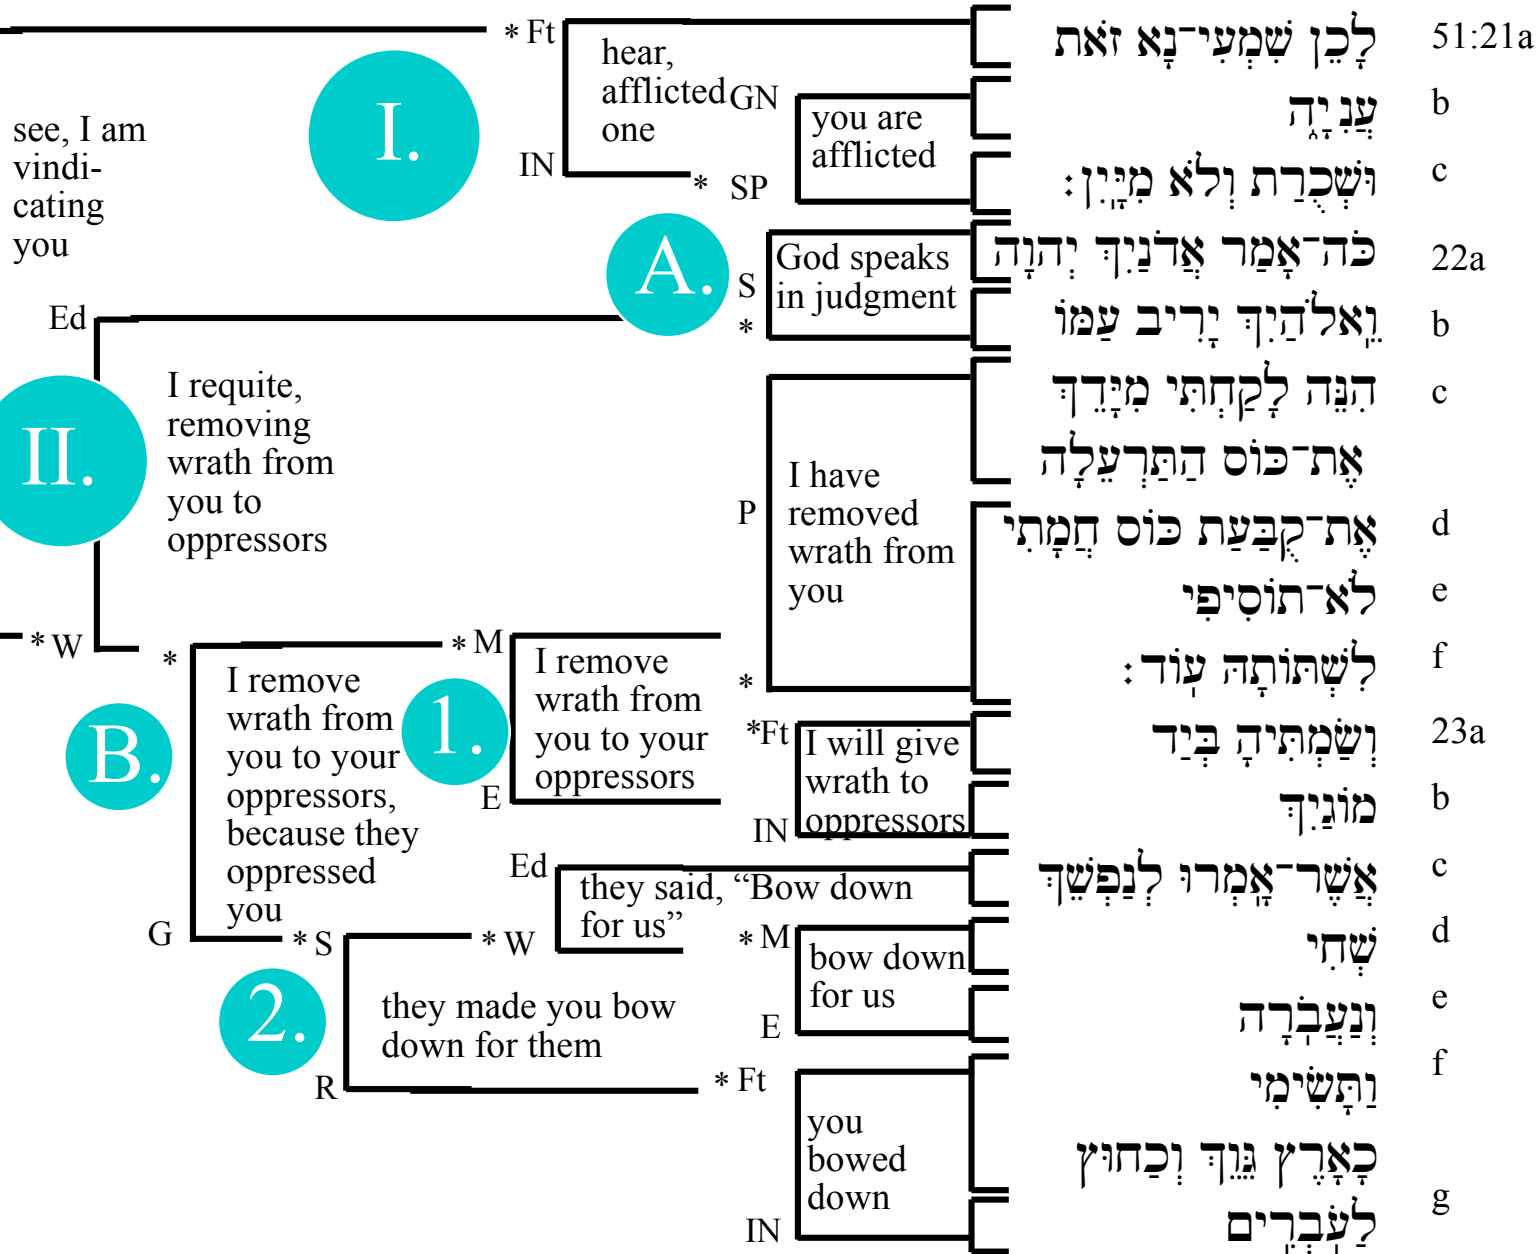 * Ft
לָכֵן שִׁמְעִי־נָא זֹאת
51:21a
I.
hear,
afflicted
one
GN
you are
afflicted
עֲנִיָּה
b
IN
* SP
וּשְׁכֻרַת וְלֹא מִיָּיִן׃
c
see, I am
vindi-
cating
you
A.
S
God speaks
in judgment
*
כֹּה־אָמַר אֲדֹנַיִךְ יְהוָה
22a
וֵאלֹהַיִךְ יָרִיב עַמּוֹ
b
Ed
II.
I requite,
removing
wrath from
you to
oppressors
* W
P
I have
removed
wrath from
you
*
הִנֵּה לָקַחְתִּי מִיָּדֵךְ
c
אֶת־כּוֹס הַתַּרְעֵלָה
אֶת־קֻבַּעַת כּוֹס חֲמָתִי
d
לֹא־תוֹסִיפִי
e
לִשְׁתּוֹתָהּ עוֹד׃
f
*
B.
I remove
wrath from
you to your
oppressors,
because they
oppressed
you
G
* M
1.
I remove
wrath from
you to your
oppressors
E
*Ft
I will give
wrath to
oppressors
IN
וְשַׂמְתִּיהָ בְּיַד
23a
מוֹגַיִךְ
b
Ed
they said, “Bow down
for us”
אֲשֶׁר־אָמְרוּ לְנַפְשֵׁךְ
c
* S
* W
* M
bow down
for us
E
שְׁחִי
d
וְנַעֲבֹרָה
e
2.
they made you bow
down for them
R
* Ft
you
bowed
down
IN
וַתָּשִׂימִי
f
כָאָרֶץ גֵּוֵךְ וְכַחוּץ
לַעֹבְרִים
g